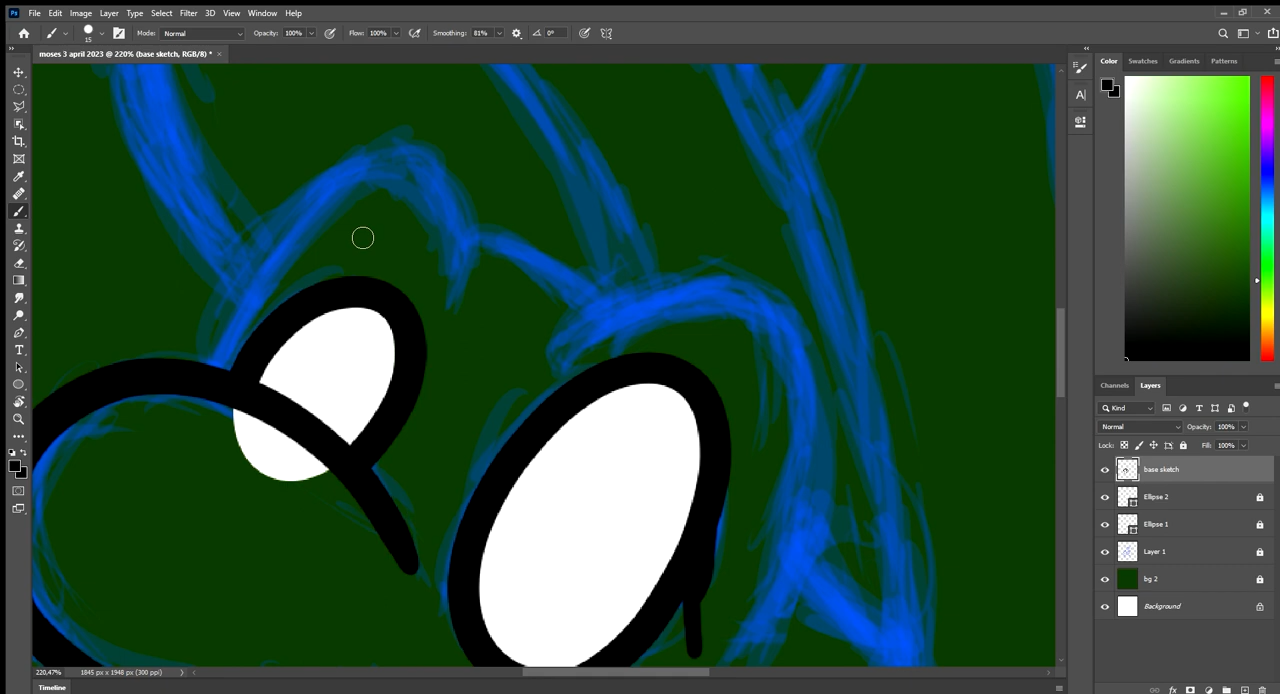 Ps File Edit Image Layer Type Select Filter 3D View Window Help
15 Mode: Normal Opacity: 100% Flow: 100% Smoothing: 81% 0°
moses 3 april 2023 @ 220% (base sketch, RGB/8) * ×
Color Swatches Gradients Patterns
Channels Layers
Kind
Normal Opacity: 100%
Lock: Fill: 100%
base sketch
Ellipse 2
Ellipse 1
Layer 1
bg 2
Background
220,47% 1845 px x 1948 px (300 ppi)
Timeline